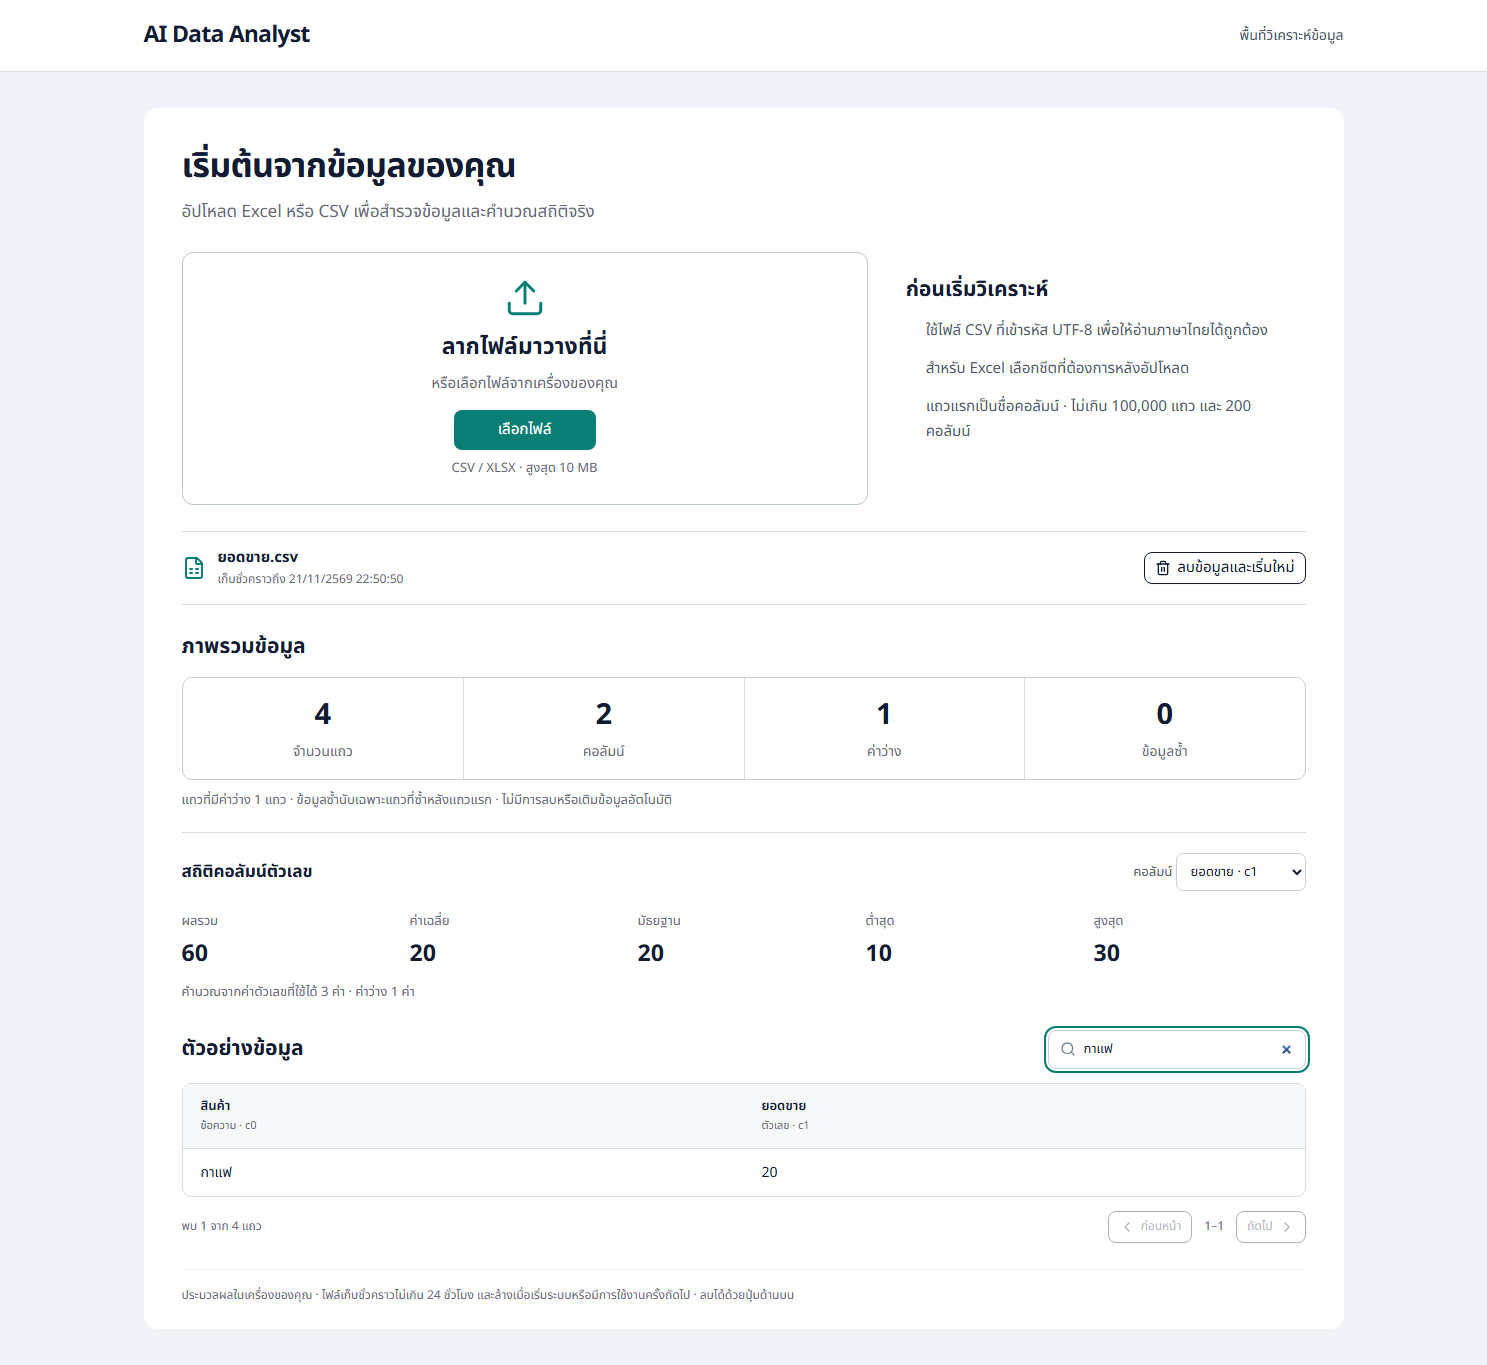 AI Data Analyst
พื้นที่วิเคราะห์ข้อมูล
เริ่มต้นจากข้อมูลของคุณ
อัปโหลด Excel หรือ CSV เพื่อสำรวจข้อมูลและคำนวณสถิติจริง
ลากไฟล์มาวางที่นี่
หรือเลือกไฟล์จากเครื่องของคุณ
เลือกไฟล์
CSV / XLSX · สูงสุด 10 MB
ก่อนเริ่มวิเคราะห์
ใช้ไฟล์ CSV ที่เข้ารหัส UTF-8 เพื่อให้อ่านภาษาไทยได้ถูกต้อง
สำหรับ Excel เลือกชีตที่ต้องการหลังอัปโหลด
แถวแรกเป็นชื่อคอลัมน์ · ไม่เกิน 100,000 แถว และ 200
คอลัมน์
ยอดขาย.csv
เก็บชั่วคราวถึง 21/11/2569 22:50:50
ลบข้อมูลและเริ่มใหม่
ภาพรวมข้อมูล
4
จำนวนแถว
2
คอลัมน์
1
ค่าว่าง
0
ข้อมูลซ้ำ
แถวที่มีค่าว่าง 1 แถว · ข้อมูลซ้ำนับเฉพาะแถวที่ซ้ำหลังแถวแรก · ไม่มีการลบหรือเติมข้อมูลอัตโนมัติ
สถิติคอลัมน์ตัวเลข
คอลัมน์
ยอดขาย · c1
ผลรวม
60
ค่าเฉลี่ย
20
มัธยฐาน
20
ต่ำสุด
10
สูงสุด
30
คำนวณจากค่าตัวเลขที่ใช้ได้ 3 ค่า · ค่าว่าง 1 ค่า
ตัวอย่างข้อมูล
กาแฟ
สินค้า
ข้อความ · c0
ยอดขาย
ตัวเลข · c1
กาแฟ
20
พบ 1 จาก 4 แถว
ก่อนหน้า
1–1
ถัดไป
ประมวลผลในเครื่องของคุณ · ไฟล์เก็บชั่วคราวไม่เกิน 24 ชั่วโมง และล้างเมื่อเริ่มระบบหรือมีการใช้งานครั้งถัดไป · ลบได้ด้วยปุ่มด้านบน